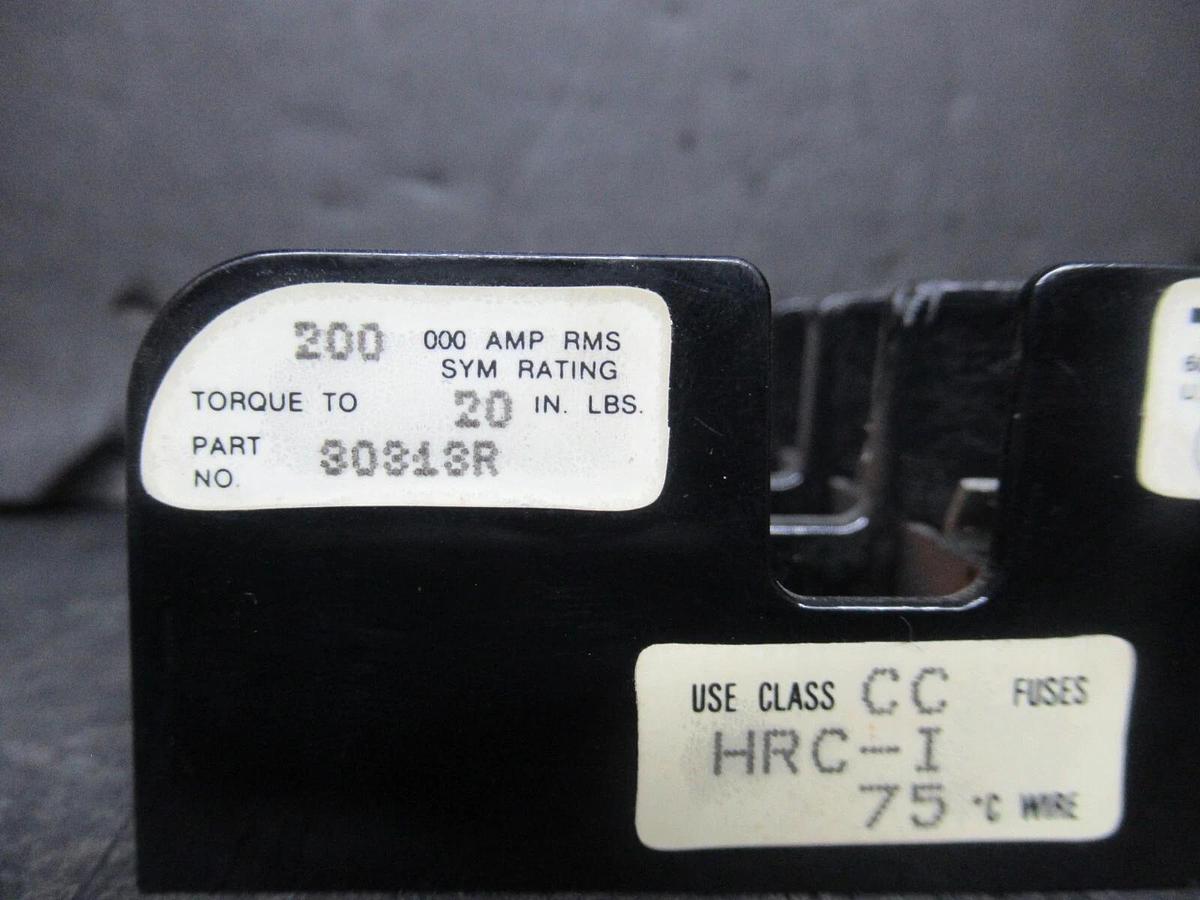 200 000 AMP RMS
SYM RATING
TORQUE TO 20 IN. LBS.
PART
NO. 30313R
USE CLASS CC FUSES
HRC-I
75 °C WIRE